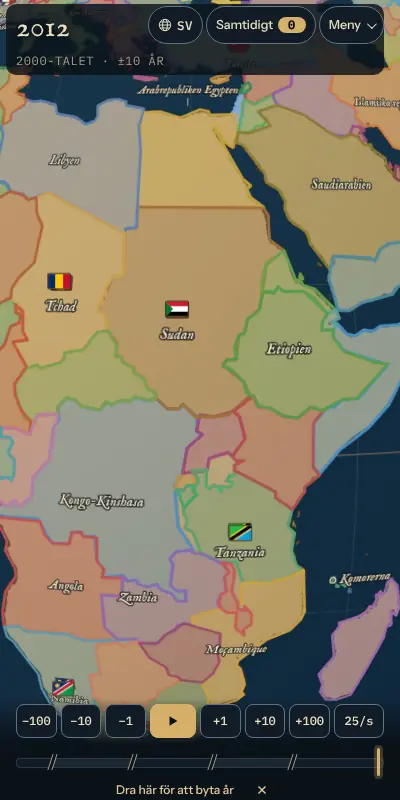 2012
SV
Samtidigt 0
Meny
2000-TALET · ±10 ÅR
Arabrepubliken Egypten
Libyen
Saudiarabien
Tchad
Sudan
Etiopien
Kongo-Kinshasa
Tanzania
Komorerna
Angola
Zambia
Moçambique
Namibia
−100
−10
−1
+1
+10
+100
25/s
Dra här för att byta år
✕